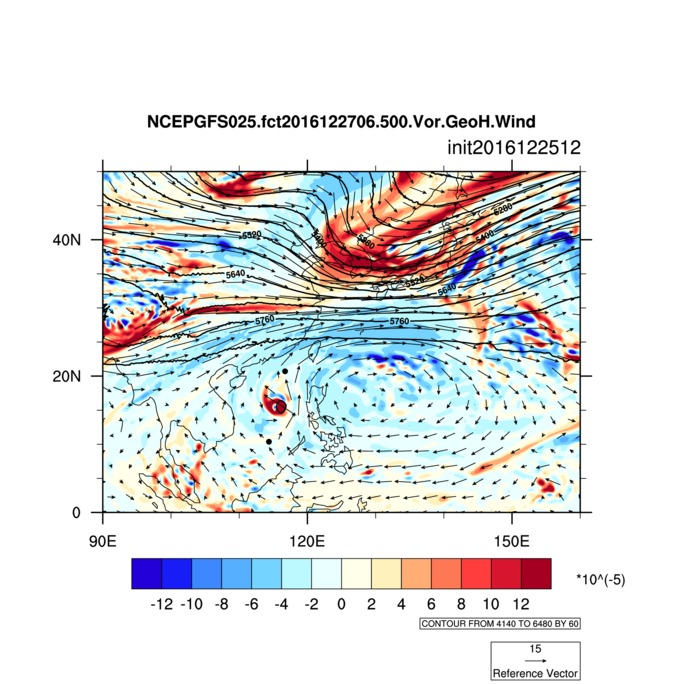 NCEPGFS025.fct2016122706.500.Vor.GeoH.Wind
init2016122512
40N
20N
0
90E 120E 150E
5520
5640
5760
5760
5640
5400
5280
-12 -10 -8 -6 -4 -2 0 2 4 6 8 10 12
*10^(-5)
CONTOUR FROM 4140 TO 6480 BY 60
15
Reference Vector